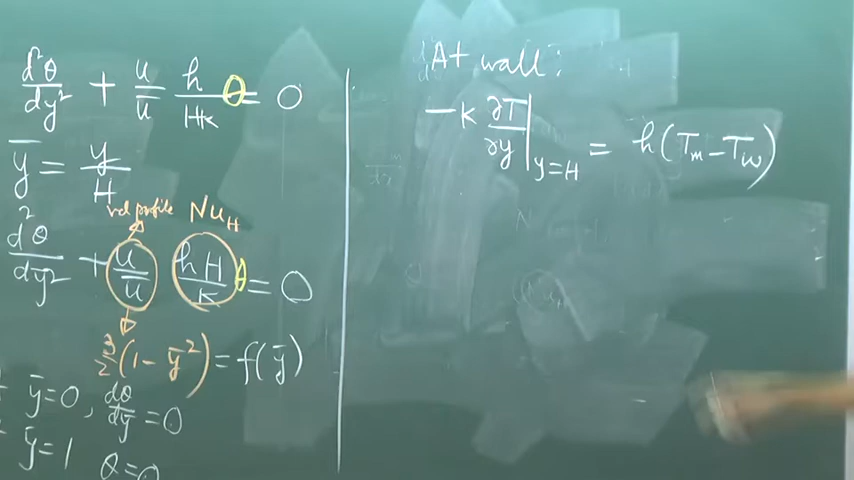 d²θ/dy² + u/ū h/Hk θ = 0
ȳ = y/H
vel profile Nu_H
d²θ/dȳ² + u/ū hH/k θ = 0
3/2 (1 - ȳ²) = f(ȳ)
ȳ = 0, dθ/dȳ = 0
ȳ = 1 θ = 0
At wall:
-k ∂T/∂y|_{y=H} = h(T_m - T_w)